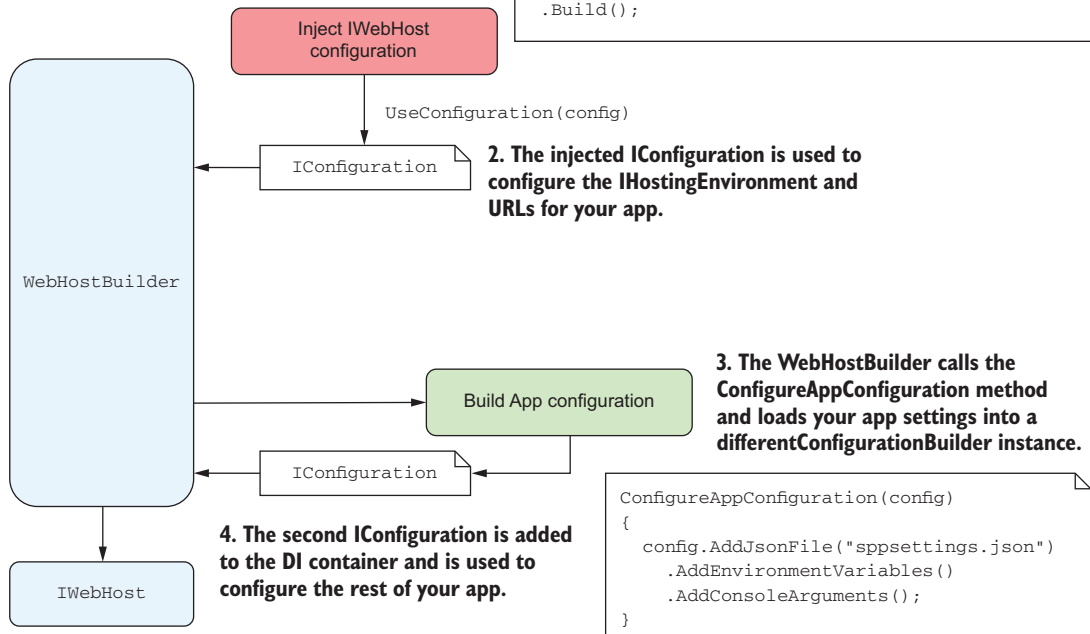 .Build();
Inject IWebHost
configuration
UseConfiguration(config)
IConfiguration
2. The injected IConfiguration is used to
configure the IHostingEnvironment and
URLs for your app.
WebHostBuilder
3. The WebHostBuilder calls the
ConfigureAppConfiguration method
and loads your app settings into a
differentConfigurationBuilder instance.
Build App configuration
IConfiguration
ConfigureAppConfiguration(config)
{
config.AddJsonFile("sppsettings.json")
.AddEnvironmentVariables()
.AddConsoleArguments();
}
4. The second IConfiguration is added
to the DI container and is used to
configure the rest of your app.
IWebHost